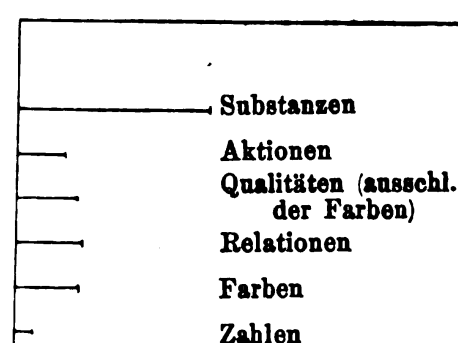 Substanzen
Aktionen
Qualitäten (ausschl.
der Farben)
Relationen
Farben
Zahlen